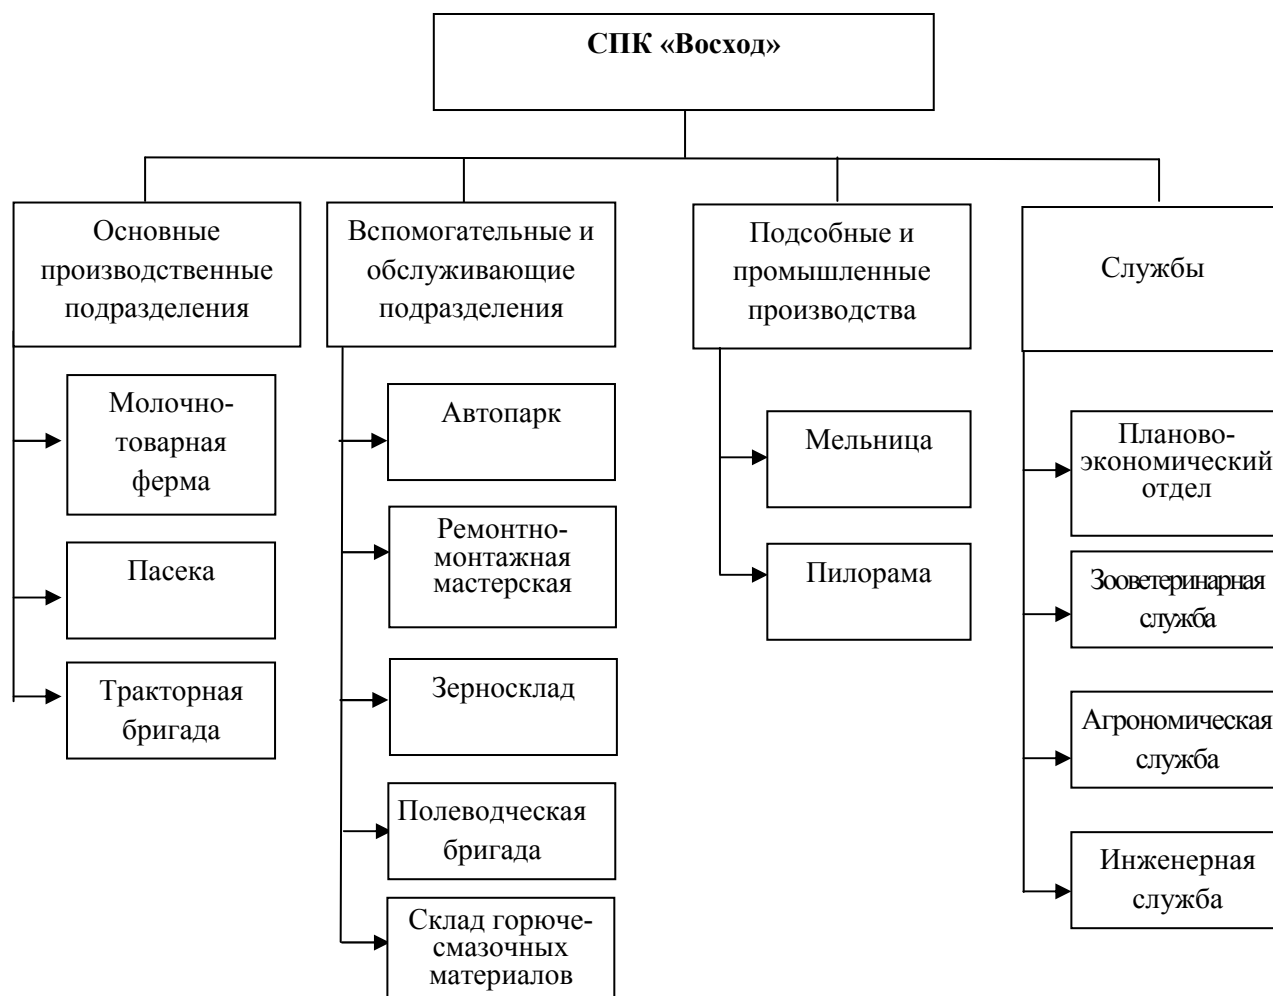 СПК «Восход»
Основные
производственные
подразделения
Вспомогательные и
обслуживающие
подразделения
Подсобные и
промышленные
производства
Службы
Молочно-
товарная
ферма
Пасека
Тракторная
бригада
Автопарк
Ремонтно-
монтажная
мастерская
Зерносклад
Полеводческая
бригада
Склад горюче-
смазочных
материалов
Мельница
Пилорама
Планово-
экономический
отдел
Зооветеринарная
служба
Агрономическая
служба
Инженерная
служба